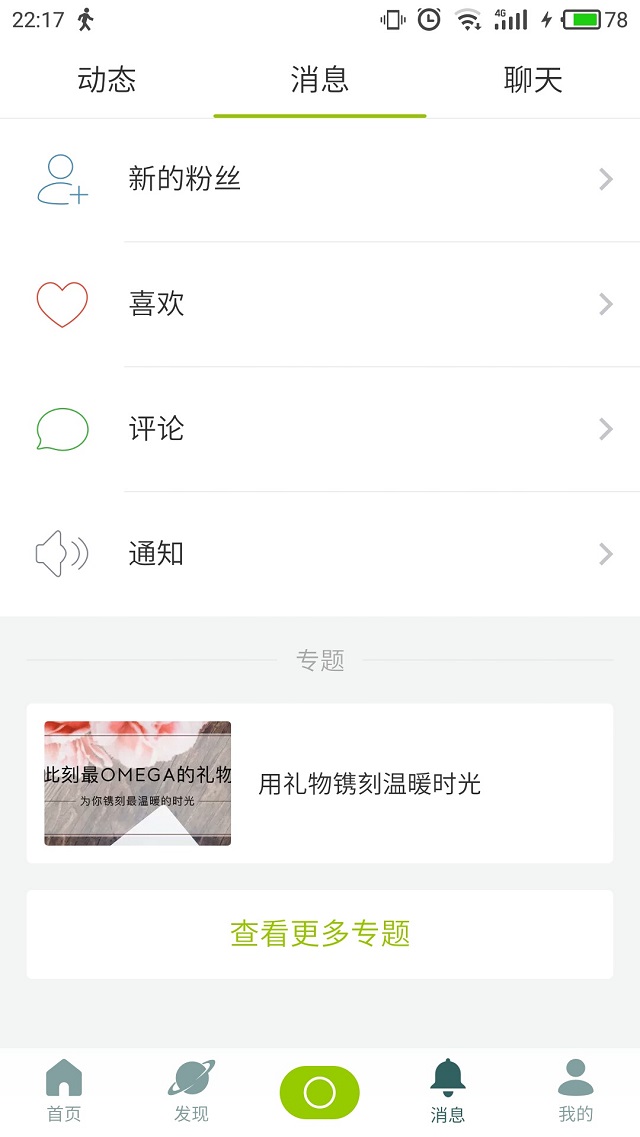 22:17
4G
78
动态
消息
聊天
新的粉丝
喜欢
评论
通知
专题
此刻最OMEGA的礼物
为你镌刻最温暖的时光
用礼物镌刻温暖时光
查看更多专题
首页
发现
消息
我的